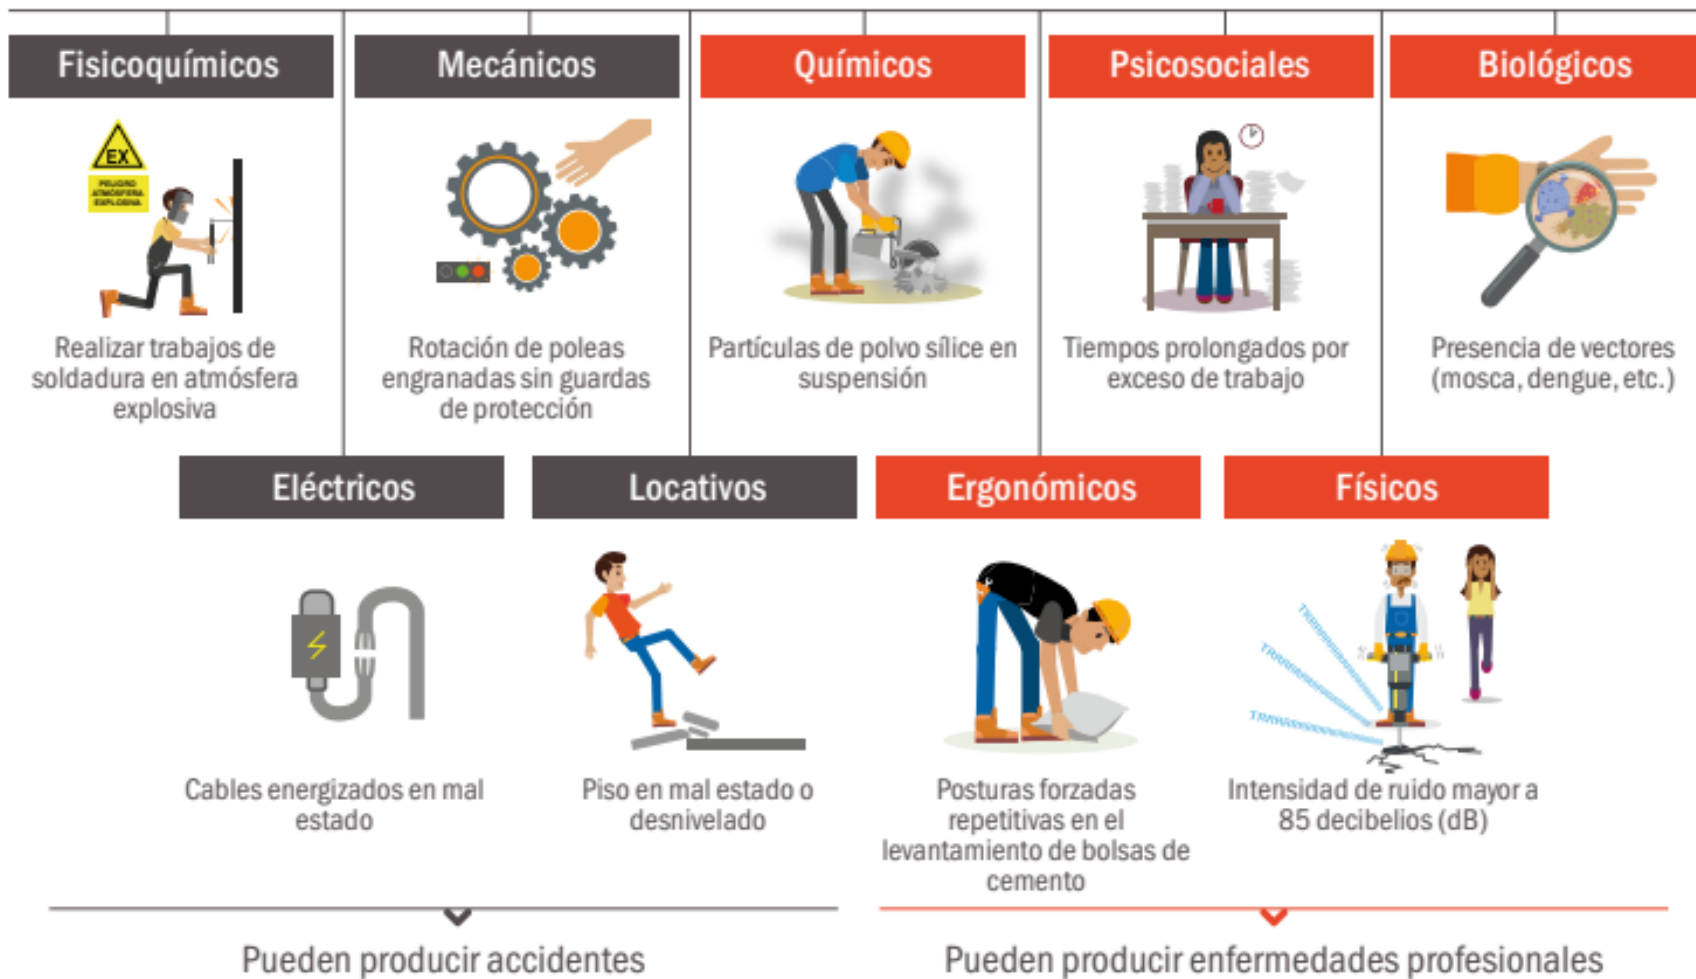 Fisicoquímicos
Mecánicos
Químicos
Psicosociales
Biológicos
EX
PELIGRO
ATMÓSFERA
EXPLOSIVA
Realizar trabajos de
soldadura en atmósfera
explosiva
Rotación de poleas
engranadas sin guardas
de protección
Partículas de polvo sílice en
suspensión
Tiempos prolongados por
exceso de trabajo
Presencia de vectores
(mosca, dengue, etc.)
Eléctricos
Locativos
Ergonómicos
Físicos
Cables energizados en mal
estado
Piso en mal estado o
desnivelado
Posturas forzadas
repetitivas en el
levantamiento de bolsas de
cemento
Intensidad de ruido mayor a
85 decibelios (dB)
Pueden producir accidentes
Pueden producir enfermedades profesionales